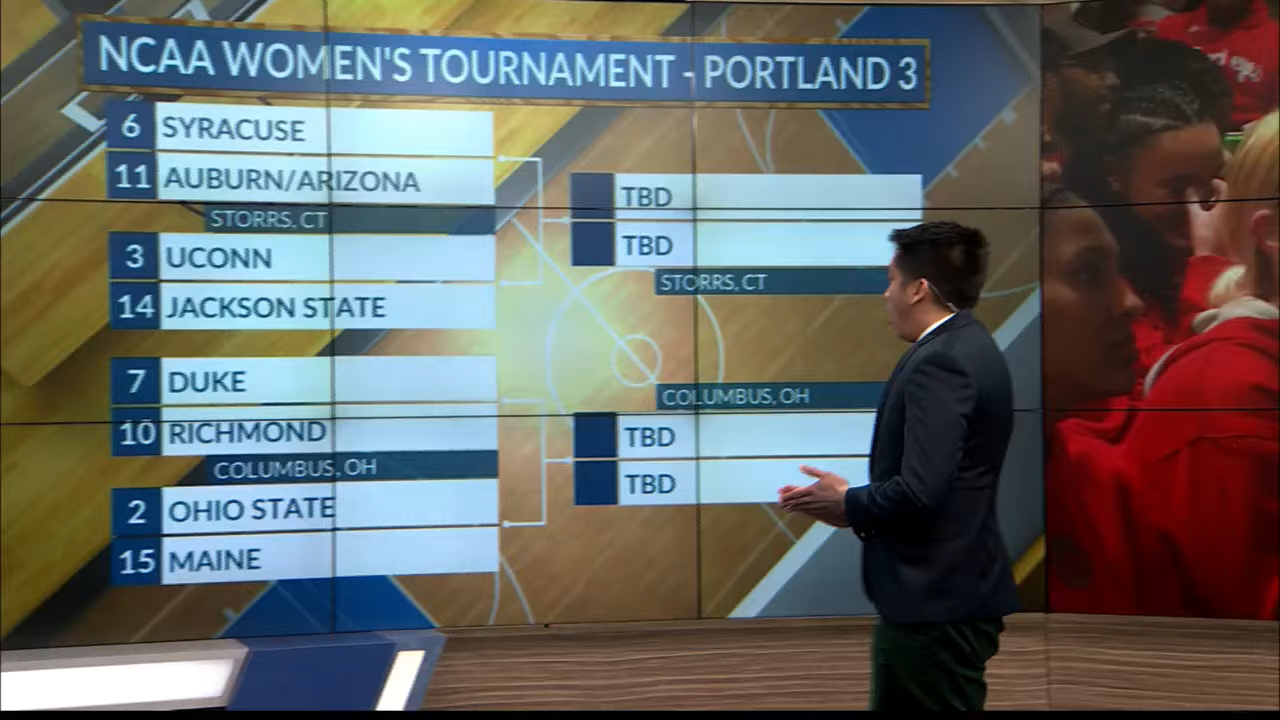 NCAA WOMEN'S TOURNAMENT - PORTLAND 3
6 SYRACUSE
11 AUBURN/ARIZONA
STORRS, CT
3 UCONN
14 JACKSON STATE
7 DUKE
10 RICHMOND
COLUMBUS, OH
2 OHIO STATE
15 MAINE
TBD
TBD
STORRS, CT
COLUMBUS, OH
TBD
TBD